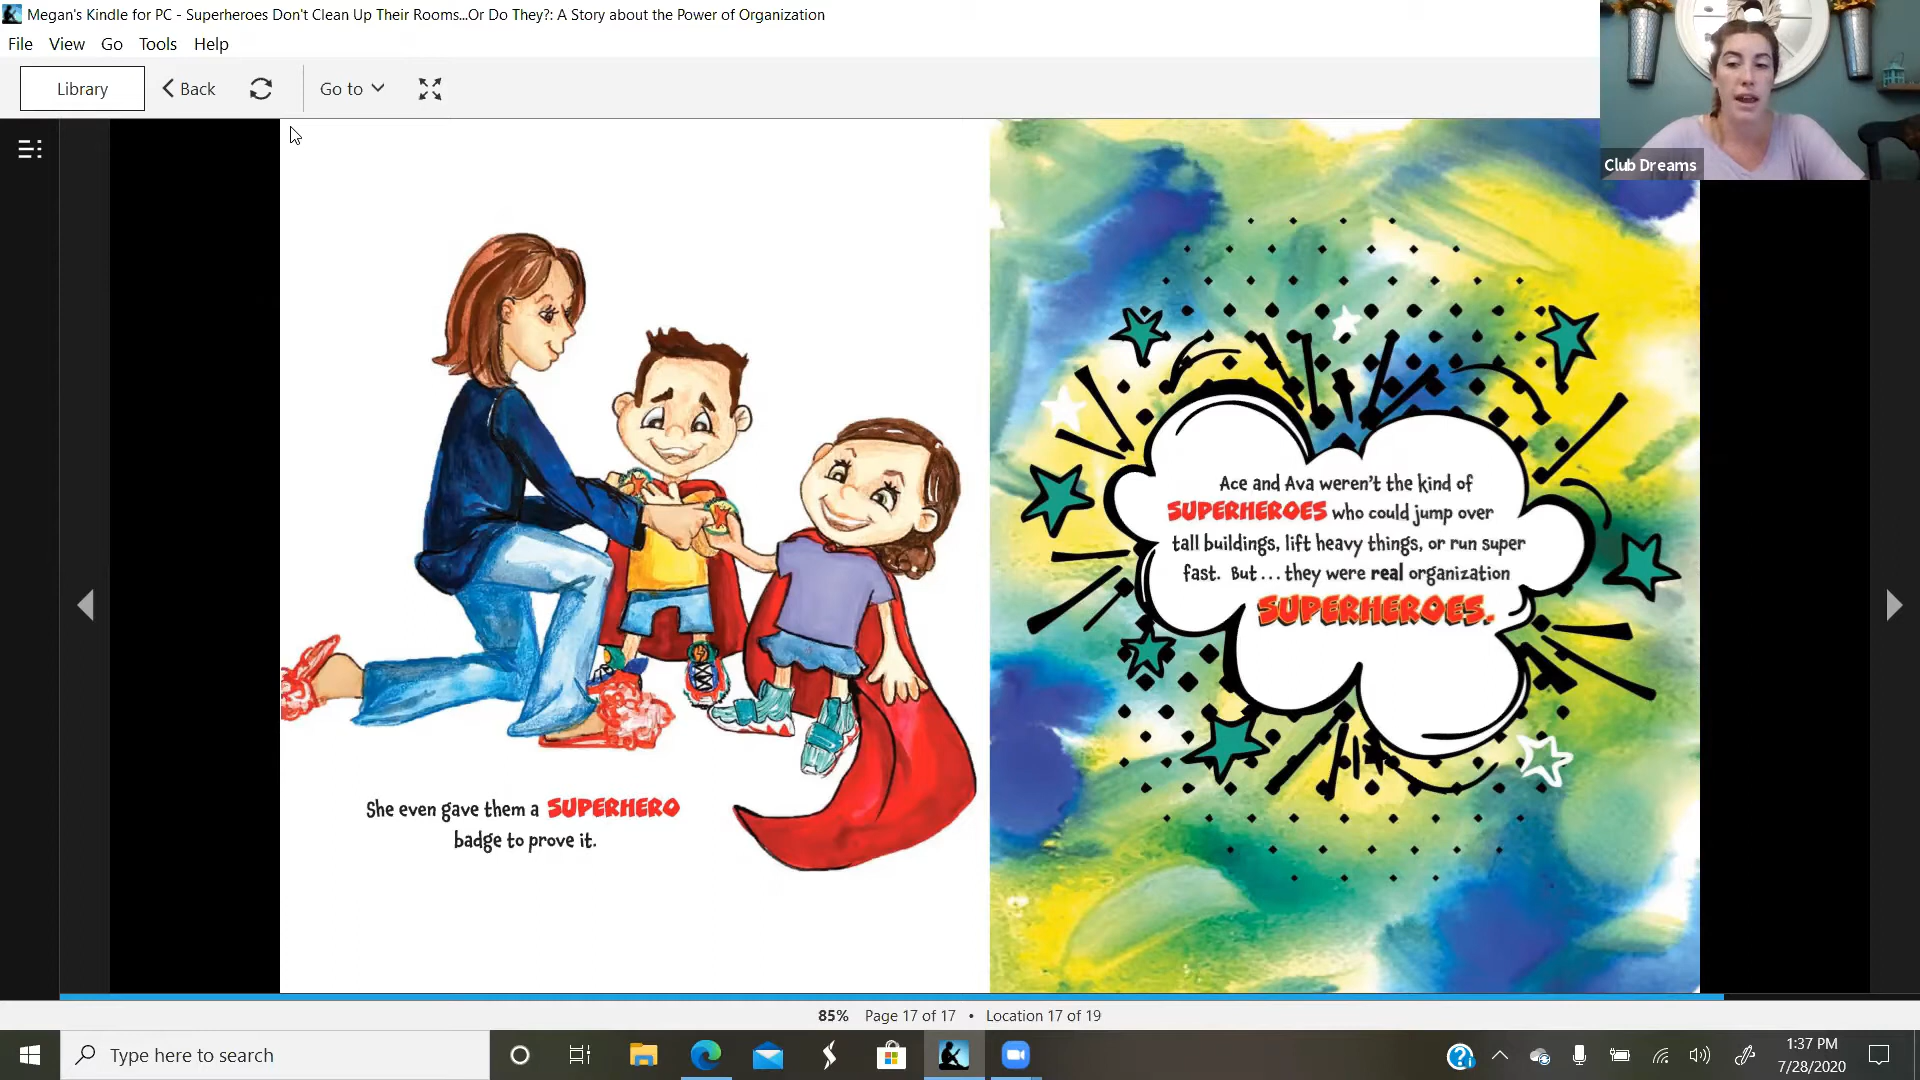 Megan's Kindle for PC - Superheroes Don't Clean Up Their Rooms...Or Do They?: A Story about the Power of Organization
File View Go Tools Help
Library Back Go to
Club Dreams
She even gave them a SUPERHERO
badge to prove it.
Ace and Ava weren't the kind of
SUPERHEROES who could jump over
tall buildings, lift heavy things, or run super
fast. But... they were real organization
SUPERHEROES.
85% Page 17 of 17 • Location 17 of 19
Type here to search
1:37 PM
7/28/2020